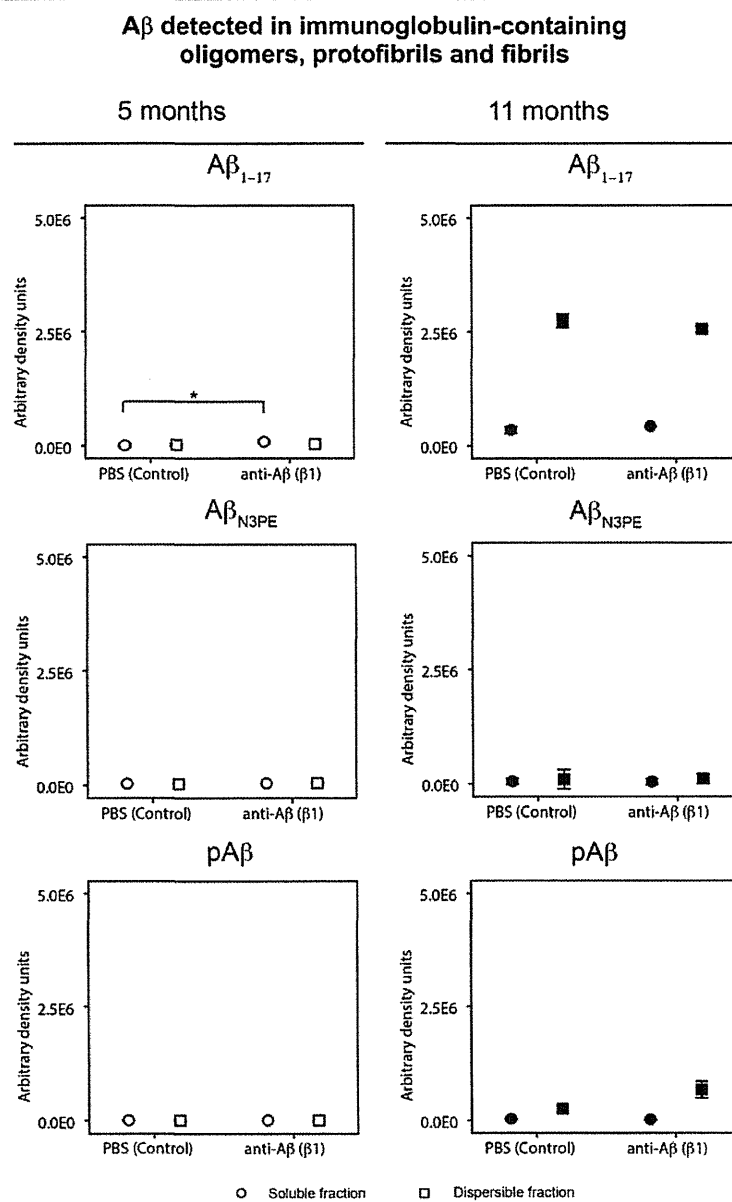 Aβ detected in immunoglobulin-containing
oligomers, protofibrils and fibrils
5 months
11 months
Aβ1–17
Arbitrary density units
5.0E6
2.5E6
0.0E0
*
PBS (Control)
anti-Aβ (β1)
Aβ1–17
Arbitrary density units
5.0E6
2.5E6
0.0E0
PBS (Control)
anti-Aβ (β1)
AβN3PE
Arbitrary density units
5.0E6
2.5E6
0.0E0
PBS (Control)
anti-Aβ (β1)
AβN3PE
Arbitrary density units
5.0E6
2.5E6
0.0E0
PBS (Control)
anti-Aβ (β1)
pAβ
Arbitrary density units
5.0E6
2.5E6
0.0E0
PBS (Control)
anti-Aβ (β1)
pAβ
Arbitrary density units
5.0E6
2.5E6
0.0E0
PBS (Control)
anti-Aβ (β1)
Soluble fraction
Dispersible fraction